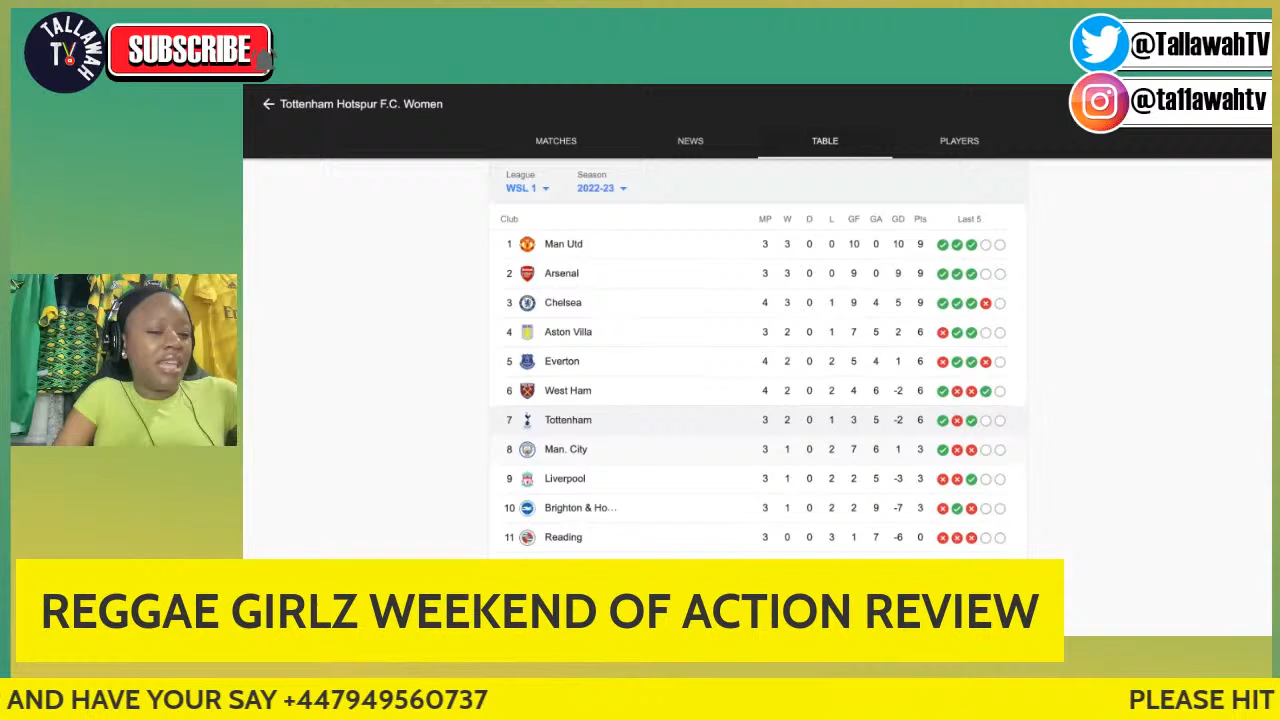 TALLAWAH
TV
SUBSCRIBE
@TallawahTV
@tallawahtv
Tottenham Hotspur F.C. Women
MATCHES NEWS TABLE PLAYERS
League Season
WSL 1 2022-23
Club MP W D L GF GA GD Pts Last 5
1 Man Utd 3 3 0 0 10 0 10 9
2 Arsenal 3 3 0 0 9 0 9 9
3 Chelsea 4 3 0 1 9 4 5 9
4 Aston Villa 3 2 0 1 7 5 2 6
5 Everton 4 2 0 2 5 4 1 6
6 West Ham 4 2 0 2 4 6 -2 6
7 Tottenham 3 2 0 1 3 5 -2 6
8 Man. City 3 1 0 2 7 6 1 3
9 Liverpool 3 1 0 2 2 5 -3 3
10 Brighton & Ho... 3 1 0 2 2 9 -7 3
11 Reading 3 0 0 3 1 7 -6 0
REGGAE GIRLZ WEEKEND OF ACTION REVIEW
AND HAVE YOUR SAY +447949560737 PLEASE HIT